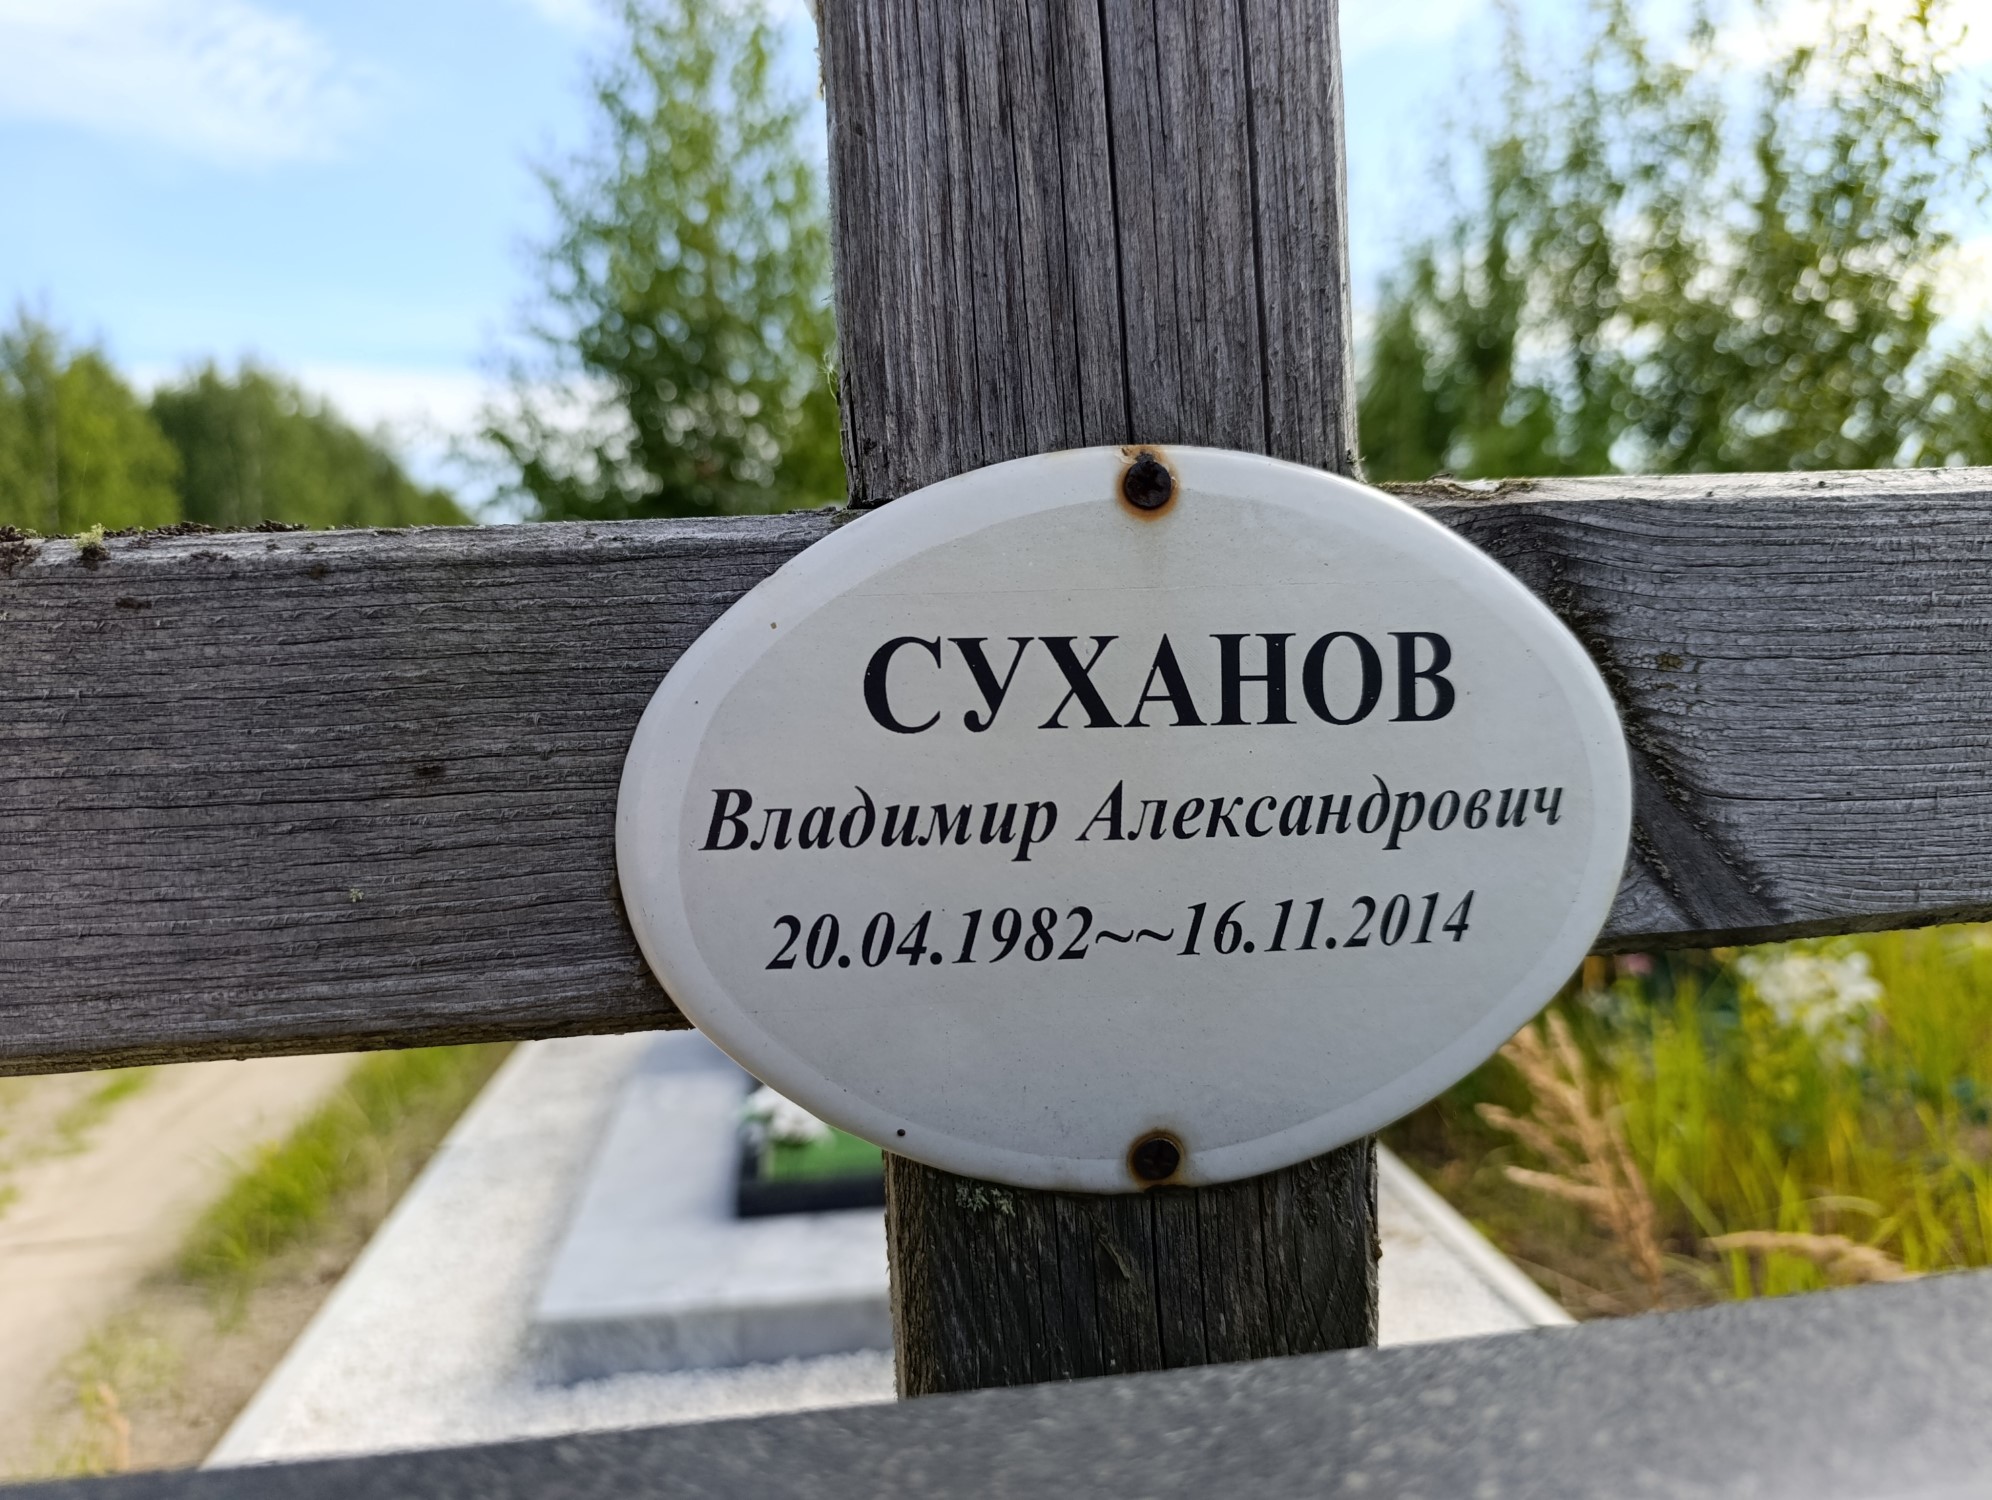 СУХАНОВ
Владимир Александрович
20.04.1982~~16.11.2014